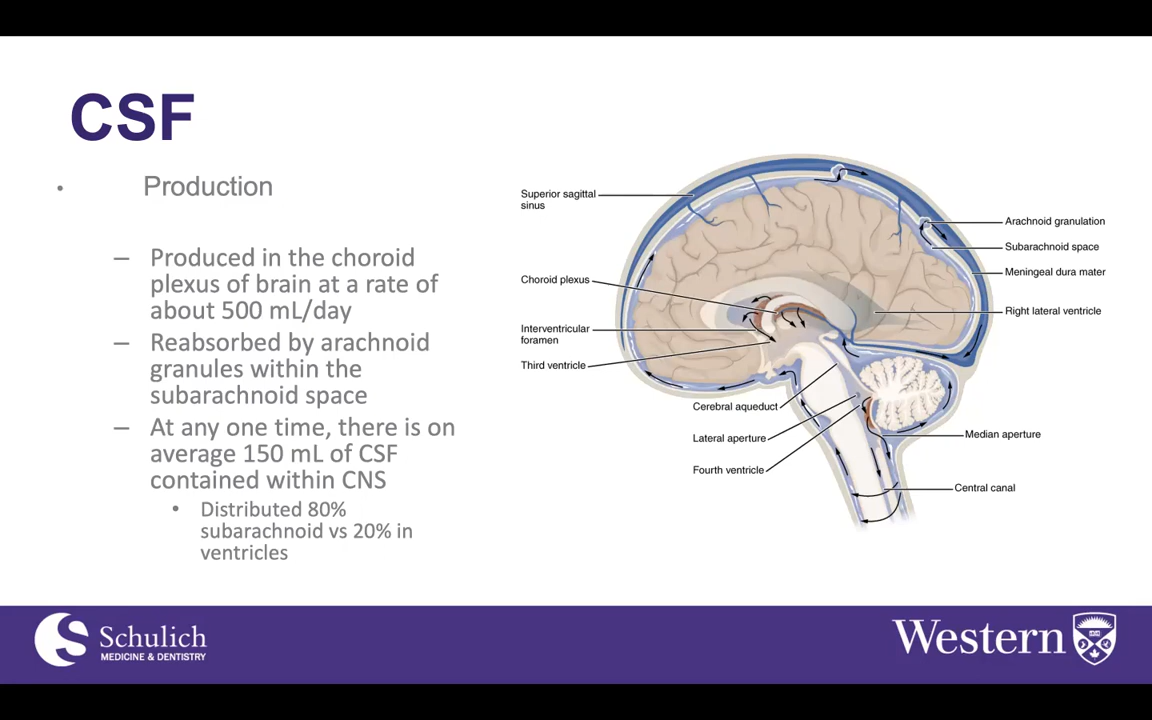 CSF
• Production
– Produced in the choroid
plexus of brain at a rate of
about 500 mL/day
– Reabsorbed by arachnoid
granules within the
subarachnoid space
– At any one time, there is on
average 150 mL of CSF
contained within CNS
• Distributed 80%
subarachnoid vs 20% in
ventricles
Superior sagittal
sinus
Choroid plexus
Interventricular
foramen
Third ventricle
Cerebral aqueduct
Lateral aperture
Fourth ventricle
Arachnoid granulation
Subarachnoid space
Meningeal dura mater
Right lateral ventricle
Median aperture
Central canal
Schulich
MEDICINE & DENTISTRY
Western